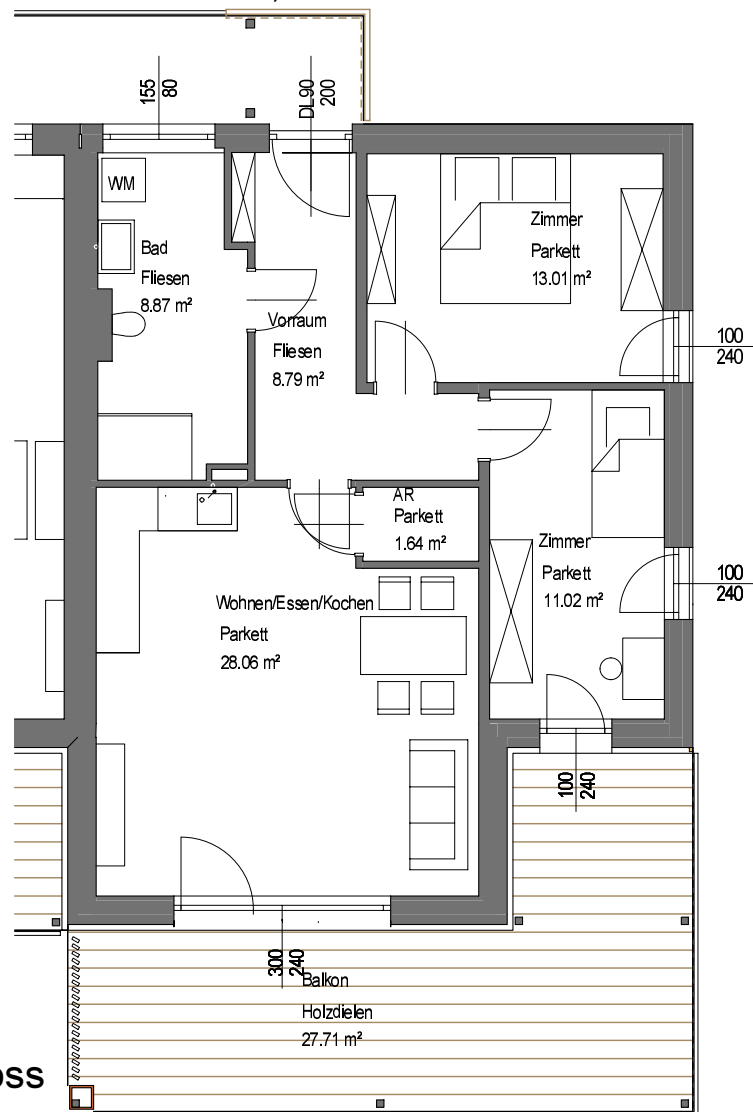 155
80
DL90
200
WM
Bad
Fliesen
8.87 m²
Zimmer
Parkett
13.01 m²
Vorraum
Fliesen
8.79 m²
100
240
AR
Parkett
1.64 m²
Zimmer
Parkett
11.02 m²
100
240
Wohnen/Essen/Kochen
Parkett
28.06 m²
100
240
300
240
Balkon
Holzdielen
27.71 m²
oss